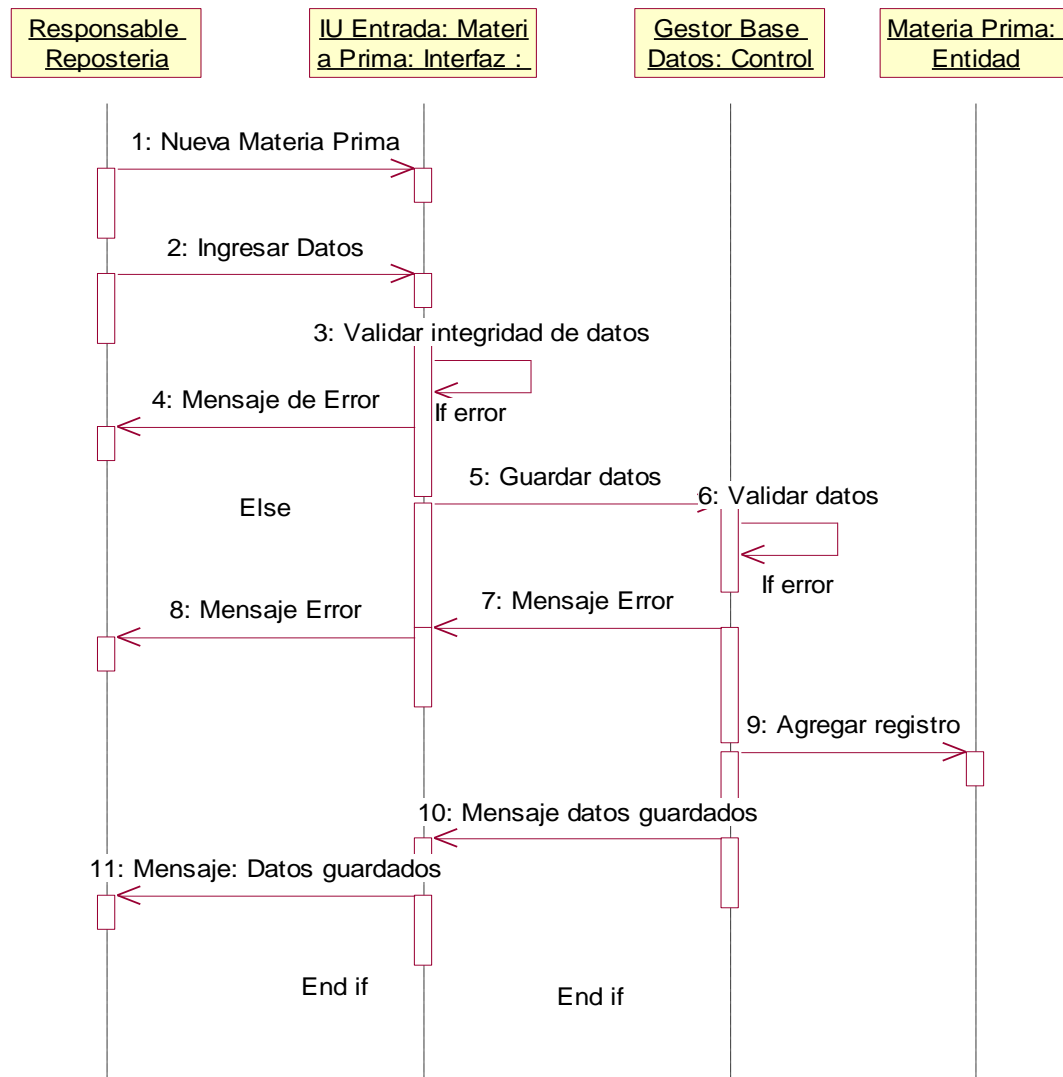 Responsable
Reposteria
IU Entrada: Materi
a Prima: Interfaz :
Gestor Base
Datos: Control
Materia Prima: :
Entidad
1: Nueva Materia Prima
2: Ingresar Datos
3: Validar integridad de datos
4: Mensaje de Error
If error
5: Guardar datos
6: Validar datos
Else
If error
7: Mensaje Error
8: Mensaje Error
9: Agregar registro
10: Mensaje datos guardados
11: Mensaje: Datos guardados
End if
End if